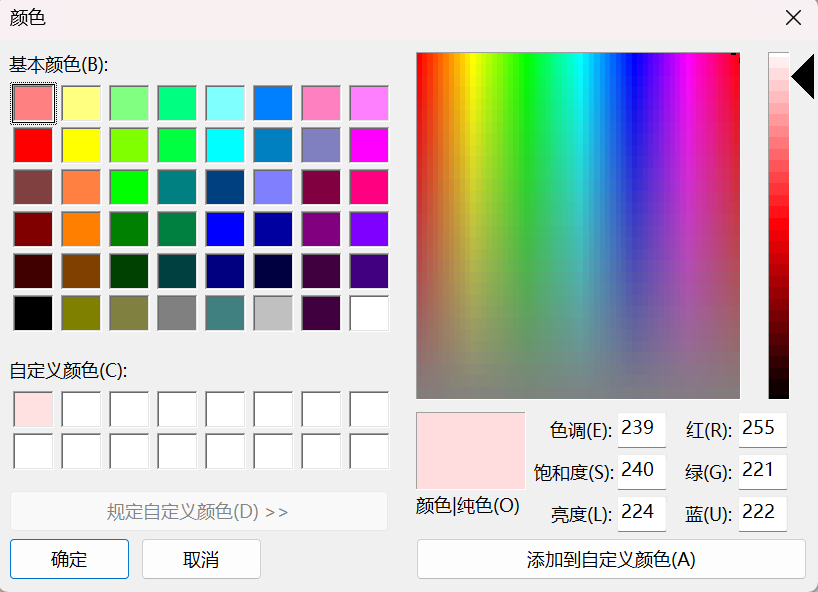 颜色
基本颜色(B):
自定义颜色(C):
规定自定义颜色(D) >>
确定
取消
颜色|纯色(O)
色调(E): 239
饱和度(S): 240
亮度(L): 224
红(R): 255
绿(G): 221
蓝(U): 222
添加到自定义颜色(A)